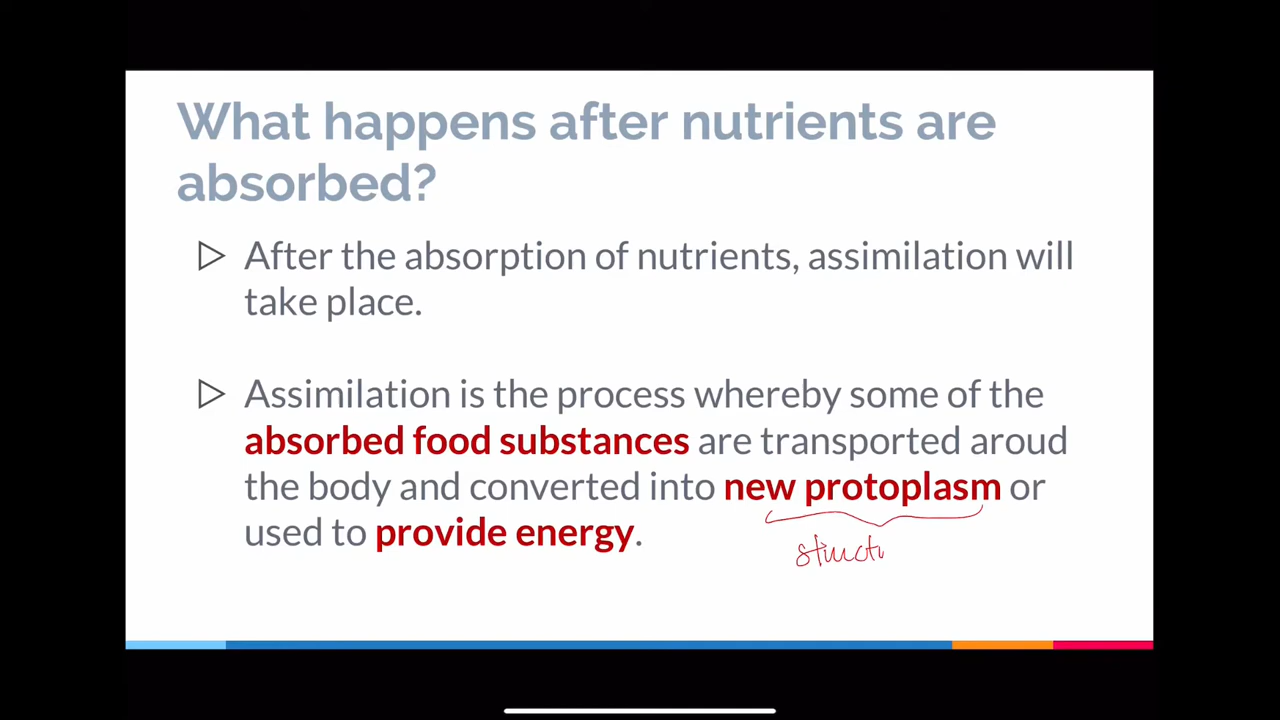 What happens after nutrients are
absorbed?
After the absorption of nutrients, assimilation will
take place.
Assimilation is the process whereby some of the
absorbed food substances are transported aroud
the body and converted into new protoplasm or
used to provide energy.